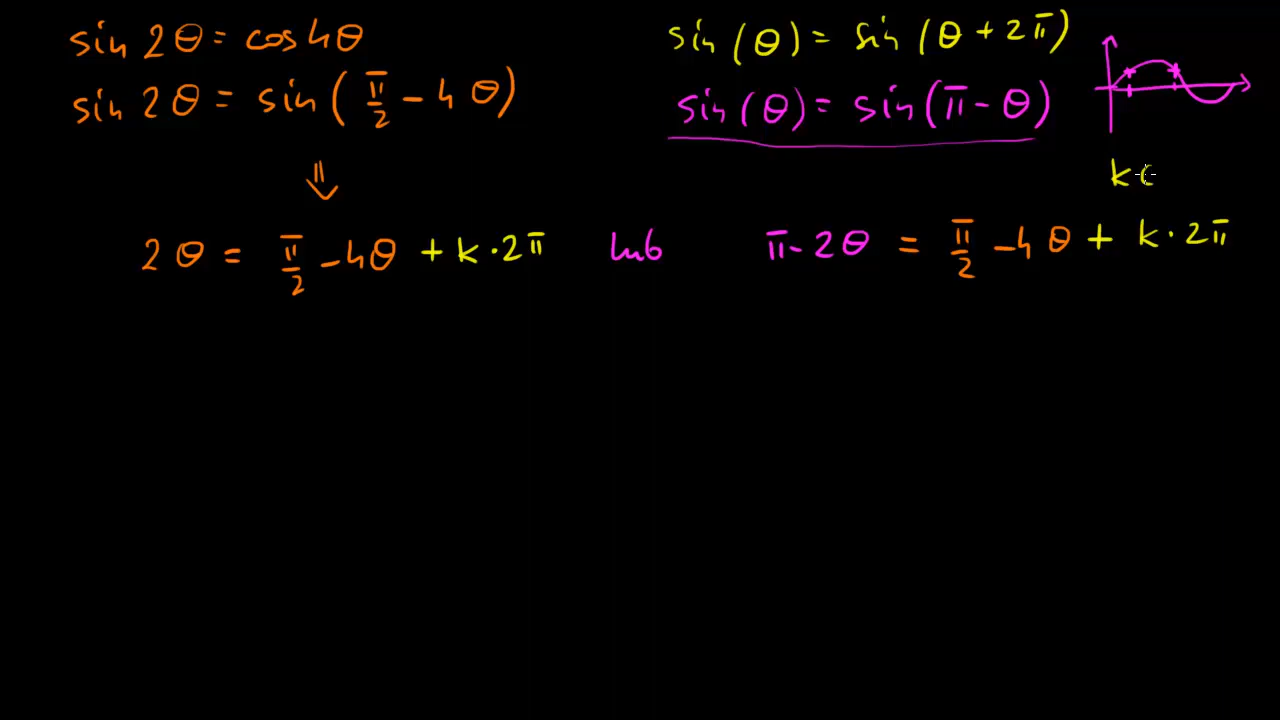 sin 2θ = cos 4θ
sin 2θ = sin(π/2 - 4θ)
⇓
2θ = π/2 - 4θ + k·2π lub π - 2θ = π/2 - 4θ + k·2π
sin(θ) = sin(θ + 2π)
sin(θ) = sin(π - θ)
k